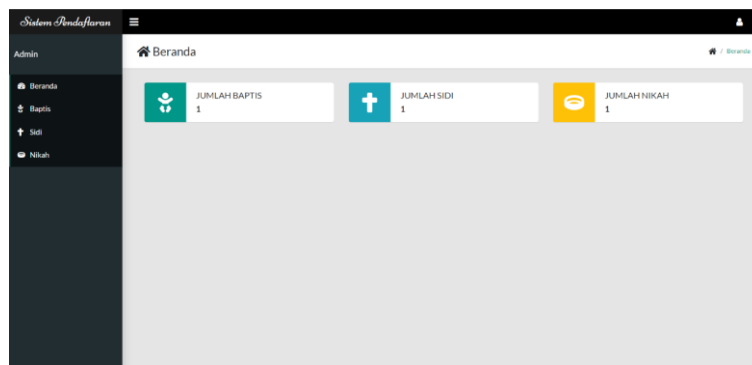 Sistem Pendaftaran
Admin
Beranda
Baptis
Sidi
Nikah
Beranda
/ Beranda
JUMLAH BAPTIS
1
JUMLAH SIDI
1
JUMLAH NIKAH
1